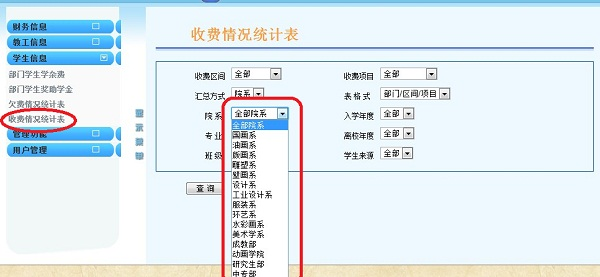 收费情况统计表
财务信息
教工信息
学生信息
部门学生学杂费
部门学生奖助学金
欠费情况统计表
收费情况统计表
管理功能
用户管理
收费区间 全部 收费项目 全部
汇总方式 院系 表 格 式 部门/区间/项目
院 系 全部院系 入学年度 全部
专 业 离校年度 全部
班 级 学生来源 全部
查 询
全部院系
国画系
油画系
版画系
雕塑系
壁画系
设计系
工业设计系
服装系
环艺系
水彩画系
美术学系
成教部
动画学院
研究生部
中专部